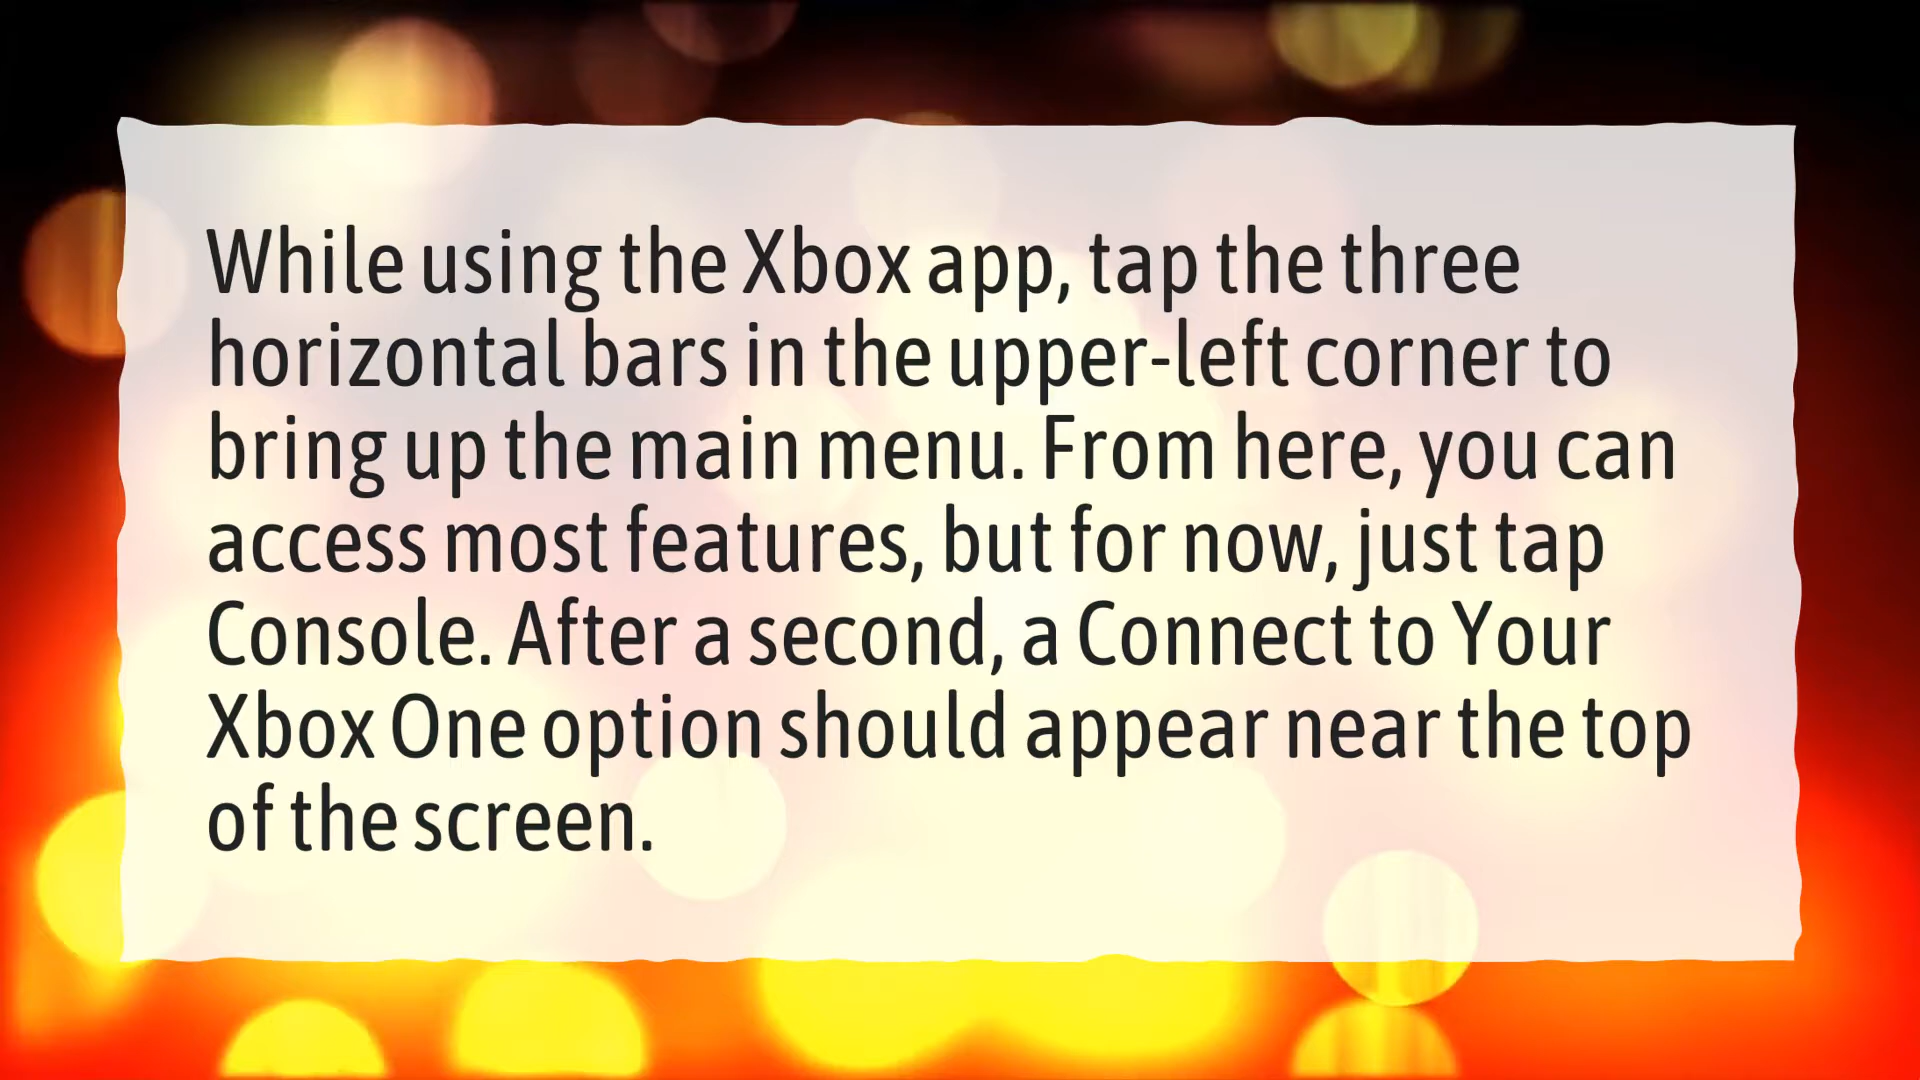 While using the Xbox app, tap the three
horizontal bars in the upper-left corner to
bring up the main menu. From here, you can
access most features, but for now, just tap
Console. After a second, a Connect to Your
Xbox One option should appear near the top
of the screen.